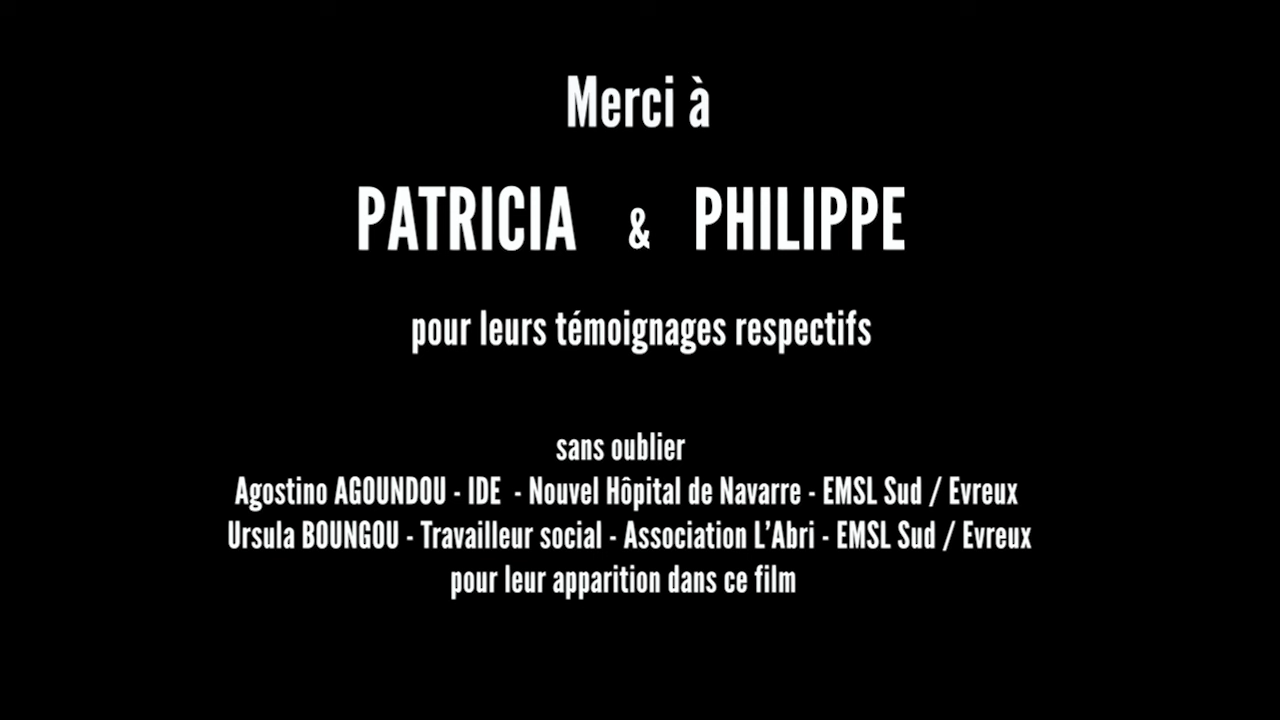 Merci à
PATRICIA & PHILIPPE
pour leurs témoignages respectifs
sans oublier
Agostino AGOUNDOU - IDE - Nouvel Hôpital de Navarre - EMSL Sud / Evreux
Ursula BOUNGOU - Travailleur social - Association L'Abri - EMSL Sud / Evreux
pour leur apparition dans ce film